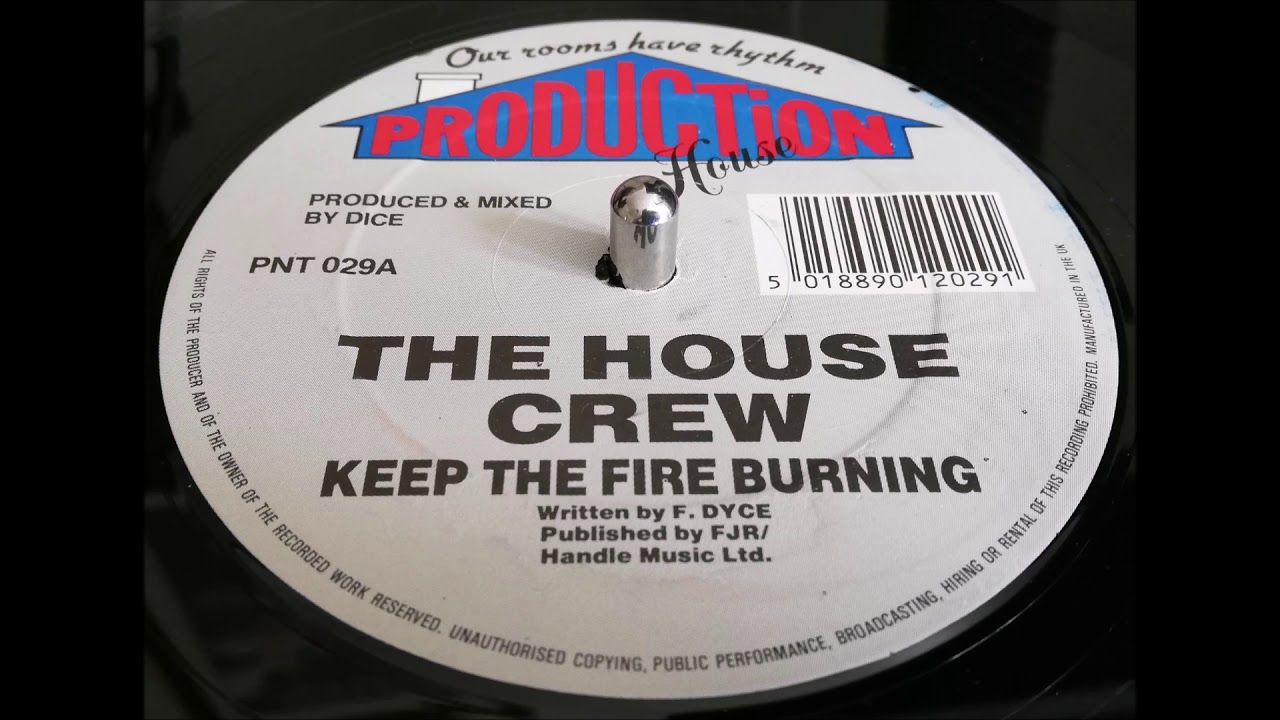 Our rooms have rhythm
PRODUCTiON
House
PRODUCED & MIXED
BY DICE
PNT 029A
5 018890 120291
THE HOUSE
CREW
KEEP THE FIRE BURNING
Written by F. DYCE
Published by FJR/
Handle Music Ltd.
ALL RIGHTS OF THE PRODUCER AND OF THE OWNER OF THE RECORDED WORK RESERVED. UNAUTHORISED COPYING, PUBLIC PERFORMANCE, BROADCASTING, HIRING OR RENTAL OF THIS RECORDING PROHIBITED. MANUFACTURED IN THE UK